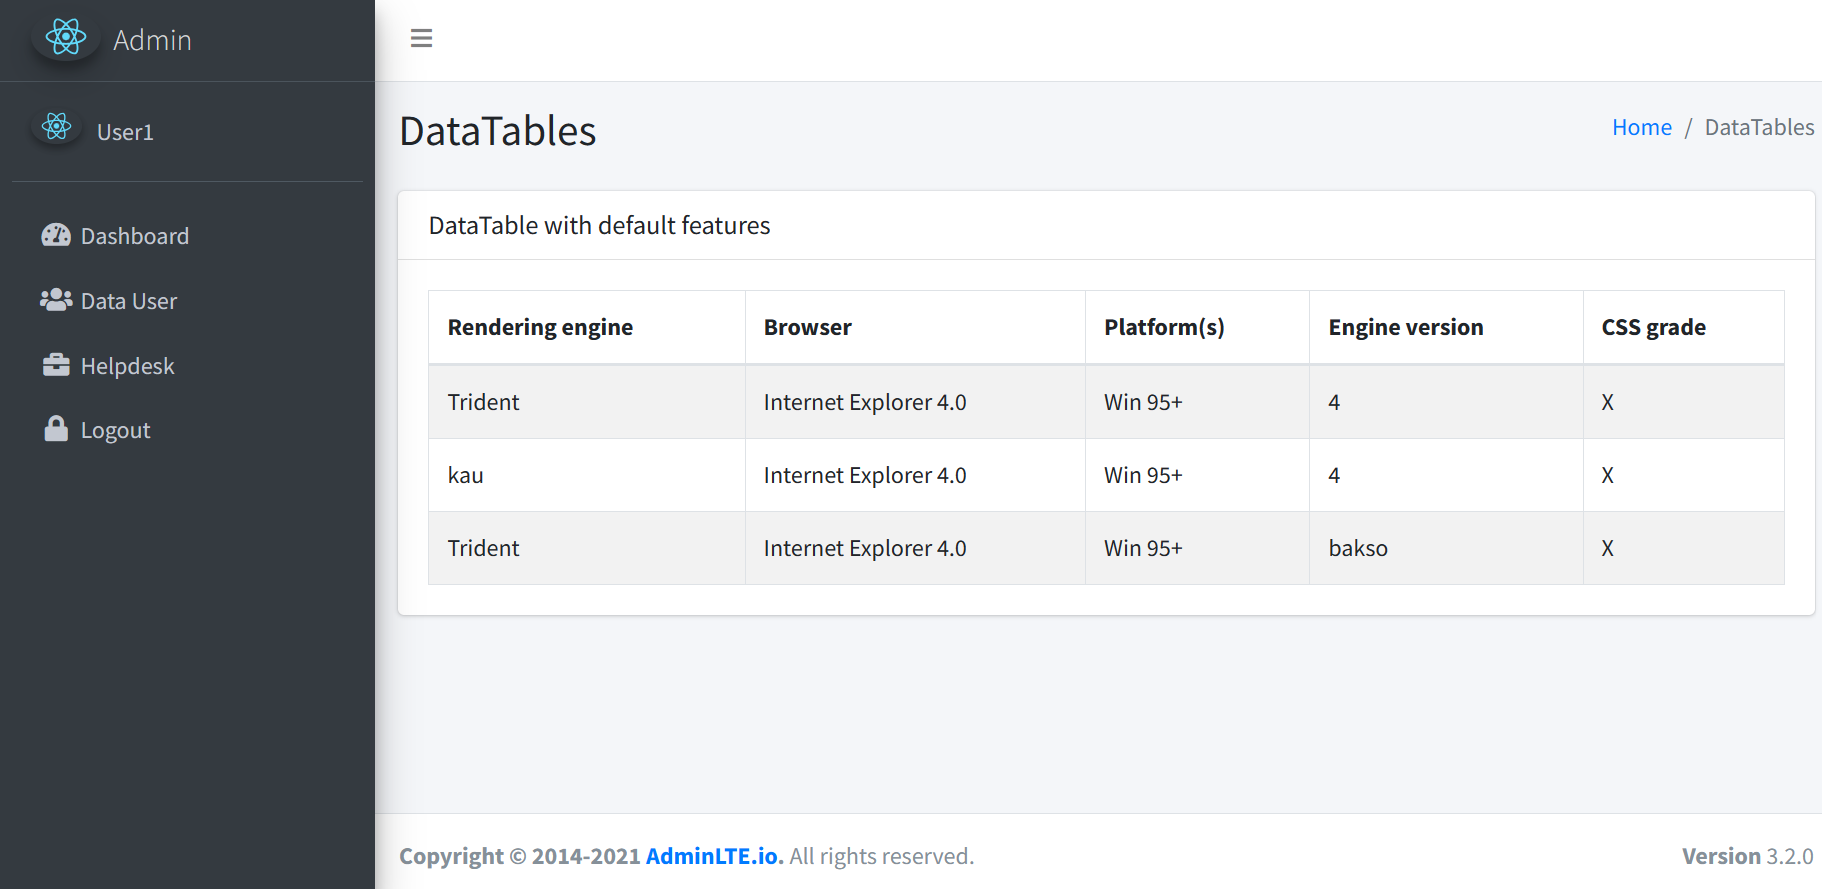 Admin
User1
Dashboard
Data User
Helpdesk
Logout
DataTables
Home / DataTables
DataTable with default features
Rendering engine Browser Platform(s) Engine version CSS grade
Trident Internet Explorer 4.0 Win 95+ 4 X
kau Internet Explorer 4.0 Win 95+ 4 X
Trident Internet Explorer 4.0 Win 95+ bakso X
Copyright © 2014-2021 AdminLTE.io. All rights reserved.
Version 3.2.0